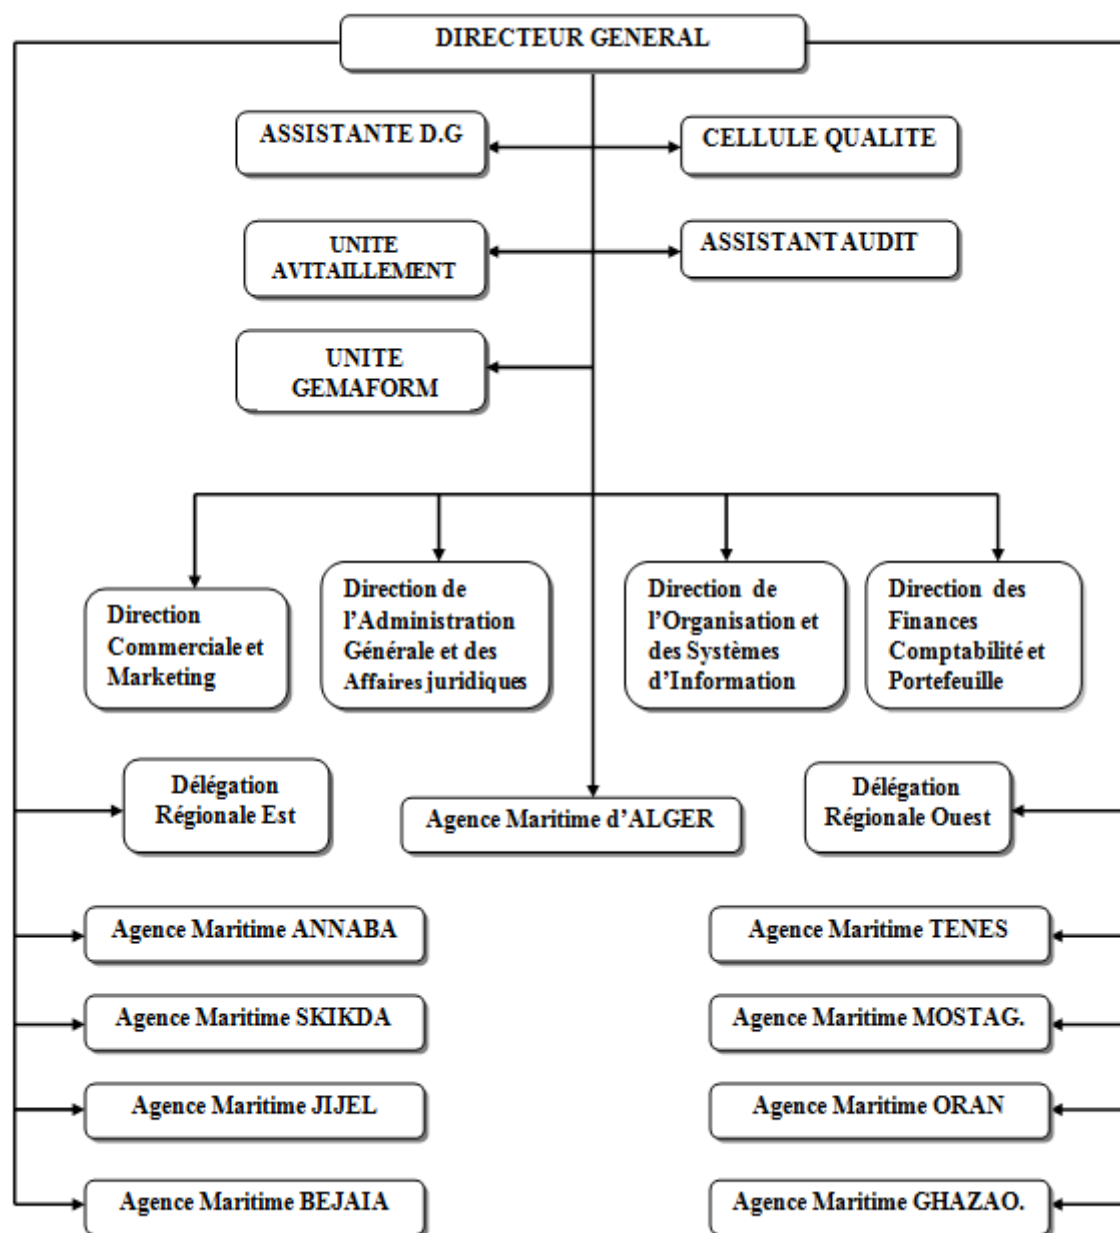 DIRECTEUR GENERAL
ASSISTANTE D.G
CELLULE QUALITE
UNITE
AVITAILLEMENT
ASSISTANT AUDIT
UNITE
GEMAFORM
Direction
Commerciale et
Marketing
Direction de
l'Administration
Générale et des
Affaires juridiques
Direction de
l'Organisation et
des Systèmes
d'Information
Direction des
Finances
Comptabilité et
Portefeuille
Délégation
Régionale Est
Agence Maritime d'ALGER
Délégation
Régionale Ouest
Agence Maritime ANNABA
Agence Maritime TENES
Agence Maritime SKIKDA
Agence Maritime MOSTAG.
Agence Maritime JIJEL
Agence Maritime ORAN
Agence Maritime BEJAIA
Agence Maritime GHAZAO.